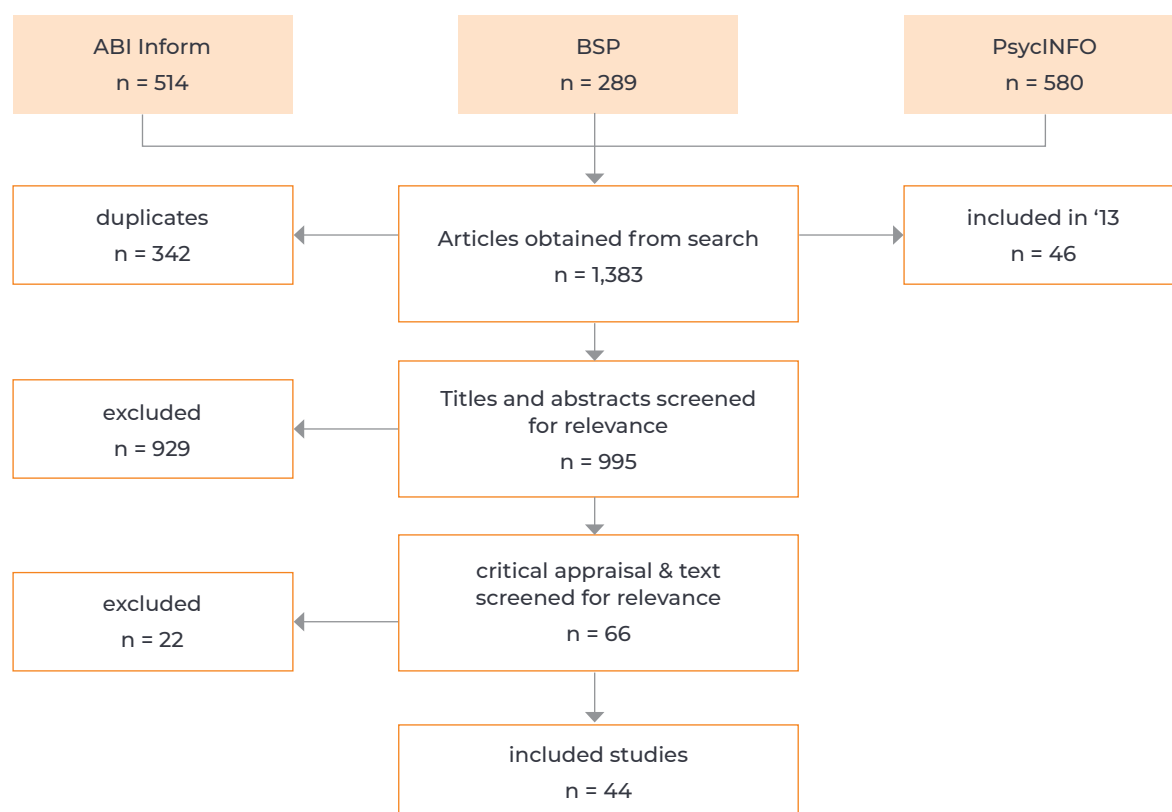 ABI Inform
n = 514
BSP
n = 289
PsycINFO
n = 580
duplicates
n = 342
Articles obtained from search
n = 1,383
included in ‘13
n = 46
excluded
n = 929
Titles and abstracts screened
for relevance
n = 995
excluded
n = 22
critical appraisal & text
screened for relevance
n = 66
included studies
n = 44